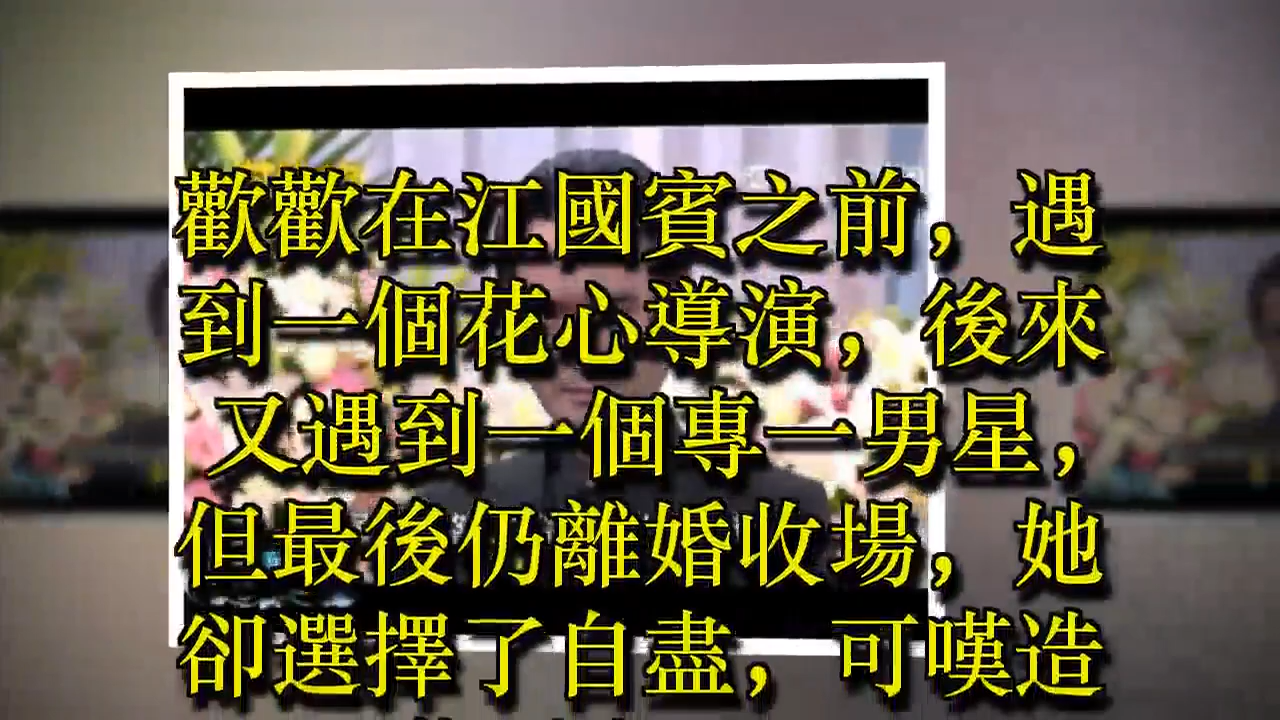 歡歡在江國賓之前，遇
到一個花心導演，後來
又遇到一個專一男星，
但最後仍離婚收場，她
卻選擇了自盡，可嘆造